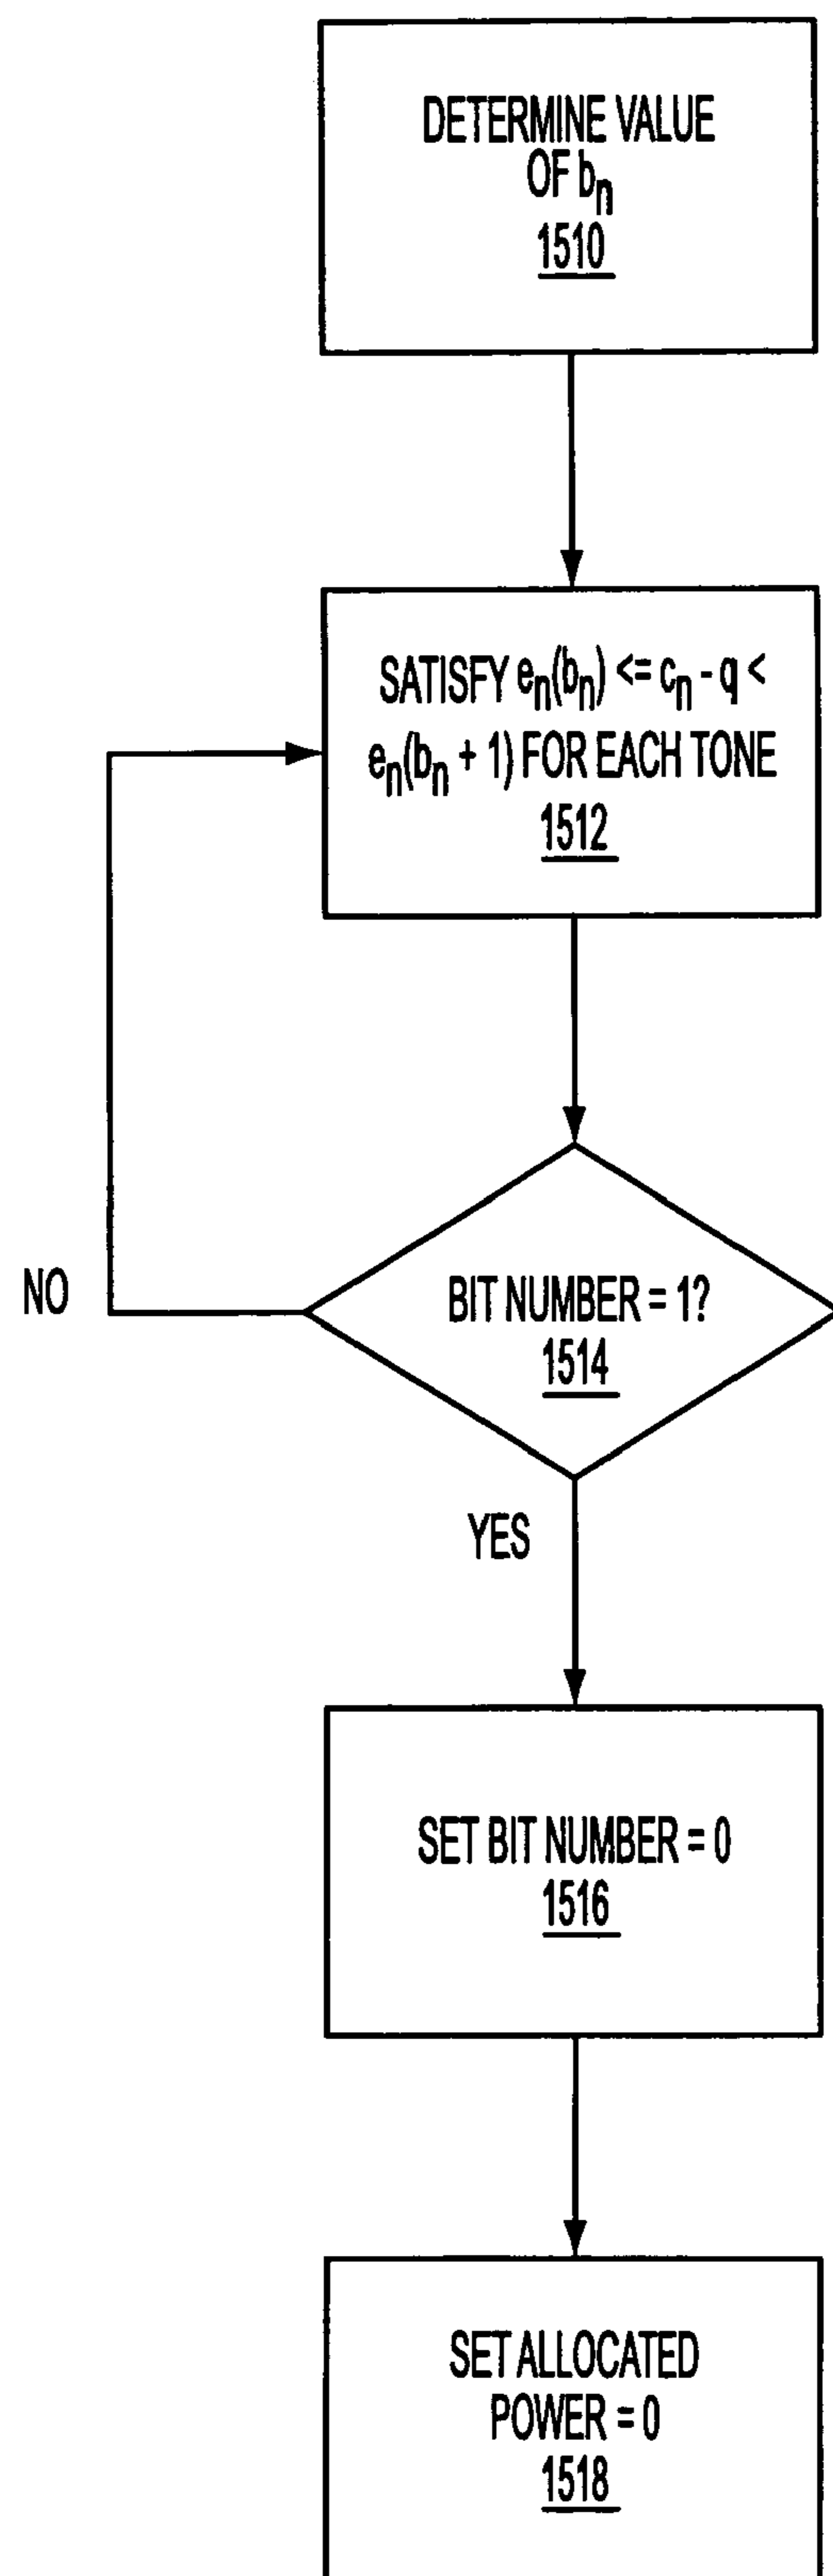 DETERMINE VALUE
OF bn
1510
SATISFY en(bn) <= cn - q <
en(bn + 1) FOR EACH TONE
1512
NO
BIT NUMBER = 1?
1514
YES
SET BIT NUMBER = 0
1516
SET ALLOCATED
POWER = 0
1518